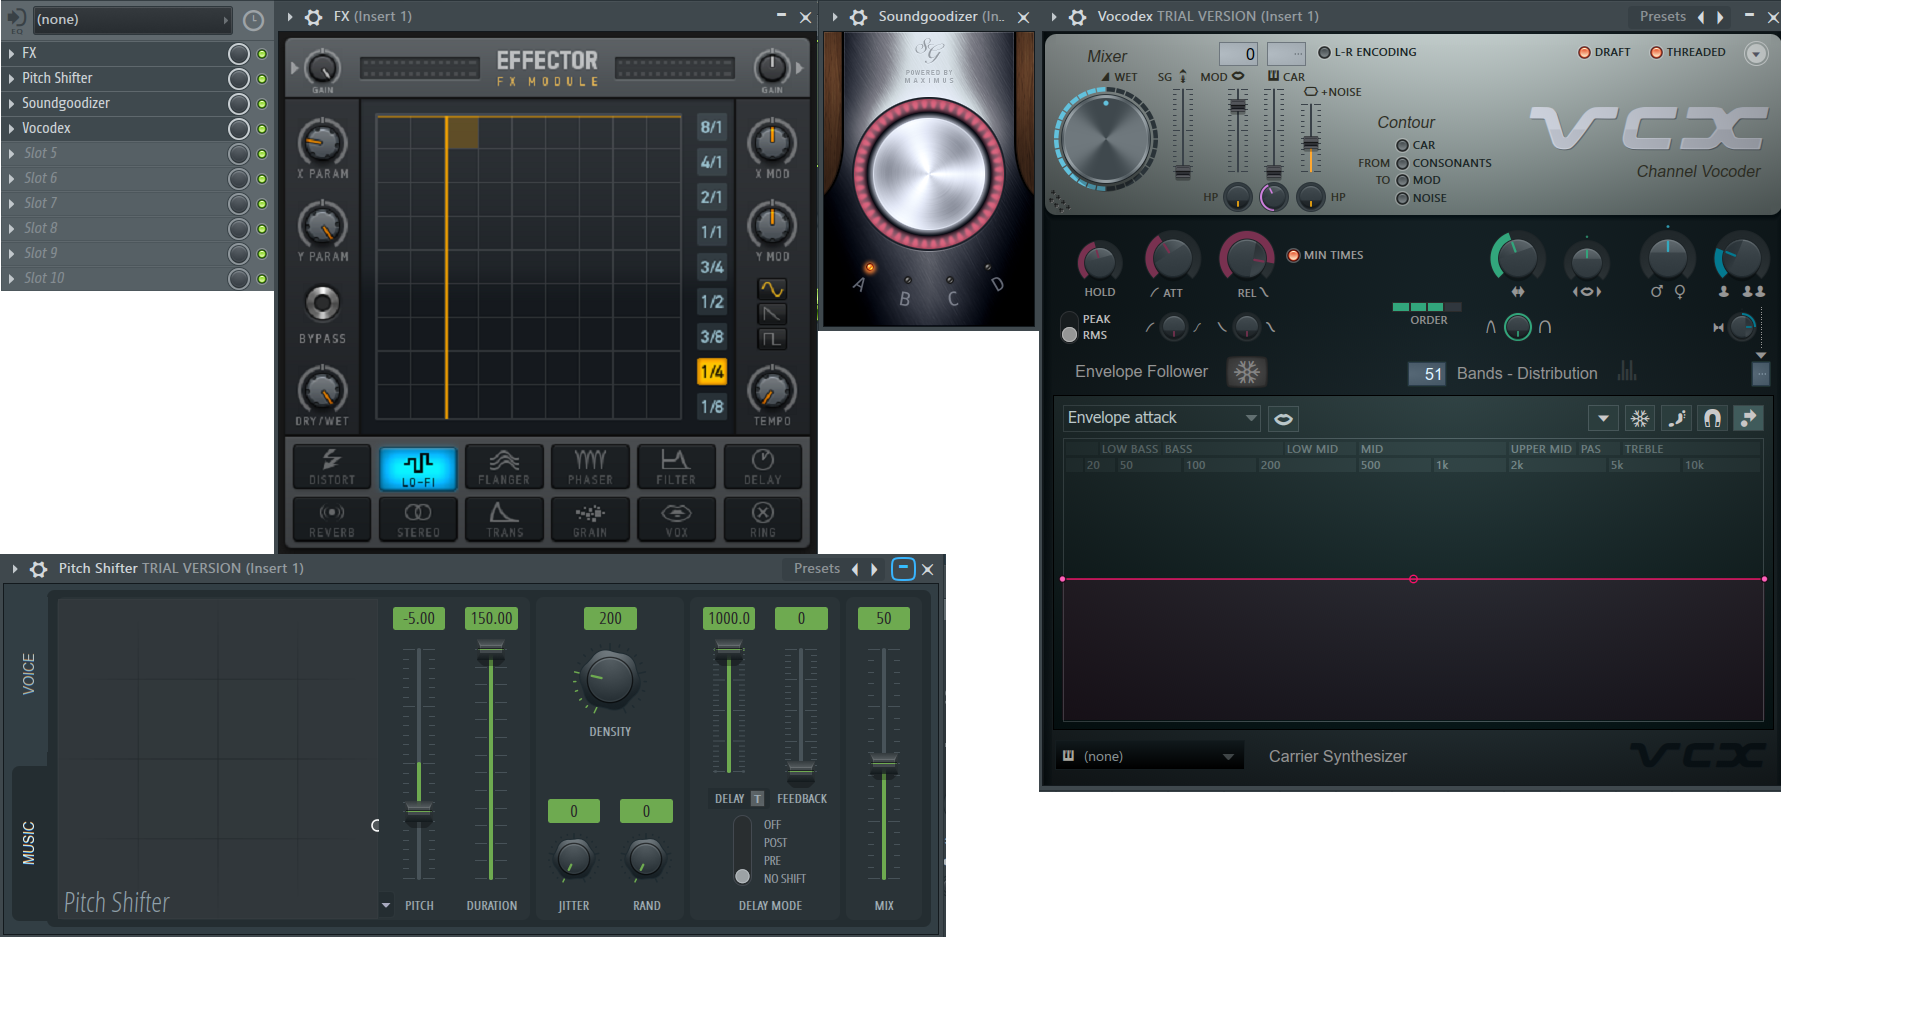 (none)
EQ
FX
Pitch Shifter
Soundgoodizer
Vocodex
Slot 5
Slot 6
Slot 7
Slot 8
Slot 9
Slot 10
FX (Insert 1)
EFFECTOR
FX MODULE
GAIN
GAIN
X PARAM
Y PARAM
BYPASS
DRY/WET
8/1
4/1
2/1
1/1
3/4
1/2
3/8
1/4
1/8
X MOD
Y MOD
TEMPO
DISTORT LO-FI FLANGER PHASER FILTER DELAY
REVERB STEREO TRANS GRAIN VOX RING
Soundgoodizer (In..
SG
POWERED BY
MAXIMUS
A B C D
Vocodex TRIAL VERSION (Insert 1) Presets
Mixer 0 ... L-R ENCODING DRAFT THREADED
WET SG MOD CAR
+NOISE
Contour
CAR
FROM CONSONANTS
TO MOD
NOISE
HP HP
VCX
Channel Vocoder
HOLD ATT REL MIN TIMES
PEAK
RMS
ORDER
Envelope Follower 51 Bands - Distribution ...
Envelope attack
LOW BASS BASS LOW MID MID UPPER MID PAS TREBLE
20 50 100 200 500 1k 2k 5k 10k
(none) Carrier Synthesizer VCX
Pitch Shifter TRIAL VERSION (Insert 1) Presets
VOICE
MUSIC
Pitch Shifter
-5.00 150.00 200 1000.0 0 50
DENSITY
0 0
DELAY T FEEDBACK
OFF
POST
PRE
NO SHIFT
PITCH DURATION JITTER RAND DELAY MODE MIX